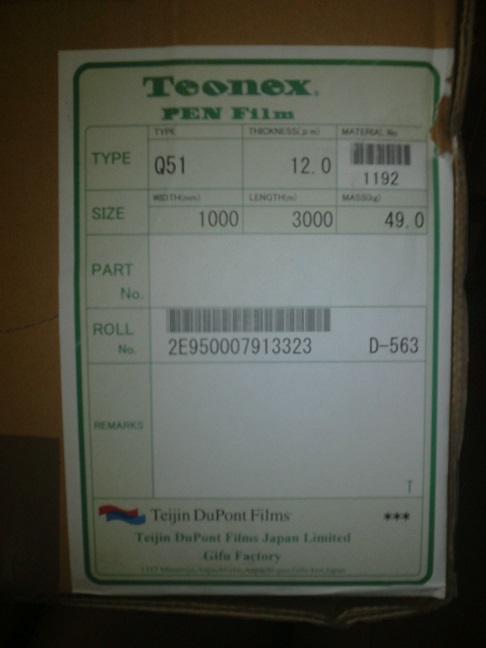 Teonex®
PEN Film
TYPE THICKNESS(μm) MATERIAL No
TYPE Q51 12.0 1192
WIDTH(mm) LENGTH(m) MASS(kg)
SIZE 1000 3000 49.0
PART
No.
ROLL
No. 2E950007913323 D-563
REMARKS
T
Teijin DuPont Films ***
Teijin DuPont Films Japan Limited
Gifu Factory
Japan